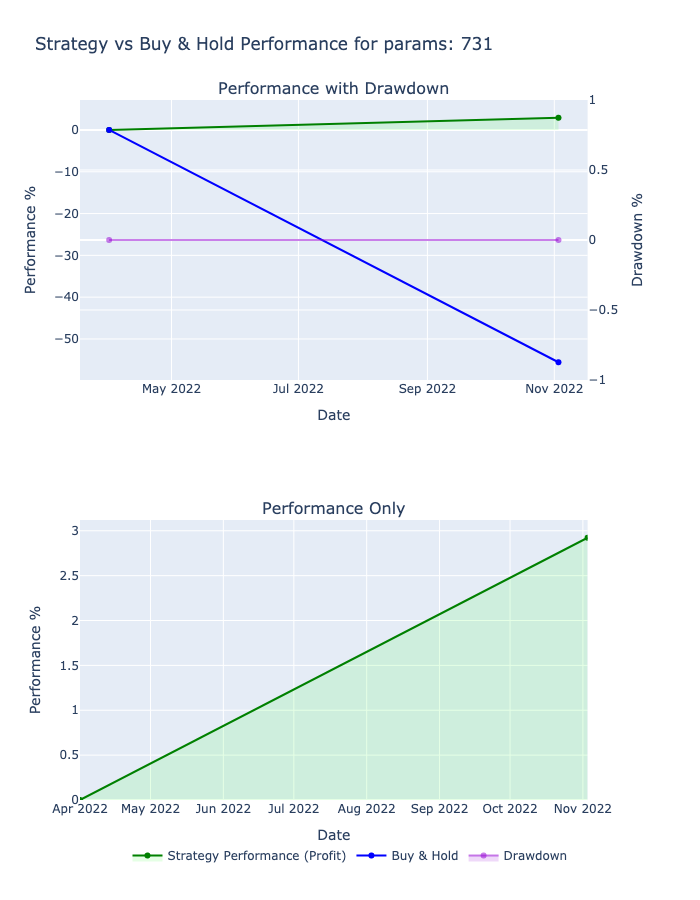 Strategy vs Buy & Hold Performance for params: 731
Performance with Drawdown
0
−10
−20
−30
−40
−50
Performance %
1
0.5
0
−0.5
−1
Drawdown %
May 2022 Jul 2022 Sep 2022 Nov 2022
Date
Performance Only
3
2.5
2
1.5
1
0.5
0
Performance %
Apr 2022 May 2022 Jun 2022 Jul 2022 Aug 2022 Sep 2022 Oct 2022 Nov 2022
Date
Strategy Performance (Profit) Buy & Hold Drawdown